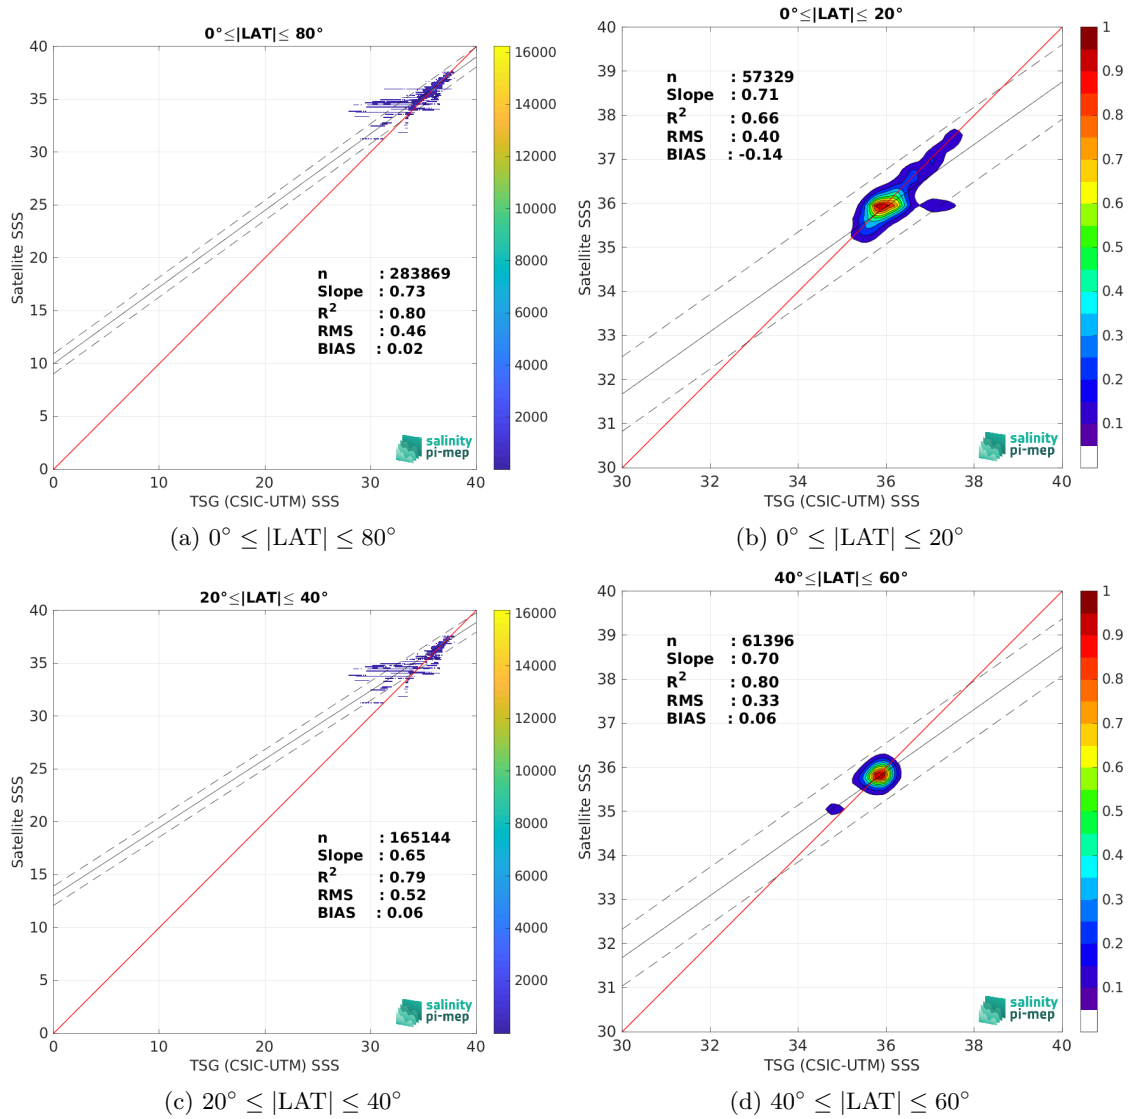 0°≤|LAT|≤ 80°
40
35
30
25
20
15
10
5
0
Satellite SSS
n : 283869
Slope : 0.73
R² : 0.80
RMS : 0.46
BIAS : 0.02
salinity
pi-mep
0 10 20 30 40
TSG (CSIC-UTM) SSS
16000
14000
12000
10000
8000
6000
4000
2000
(a) 0° ≤ |LAT| ≤ 80°
0°≤|LAT|≤ 20°
40
39
38
37
36
35
34
33
32
31
30
Satellite SSS
n : 57329
Slope : 0.71
R² : 0.66
RMS : 0.40
BIAS : -0.14
salinity
pi-mep
30 32 34 36 38 40
TSG (CSIC-UTM) SSS
1
0.9
0.8
0.7
0.6
0.5
0.4
0.3
0.2
0.1
(b) 0° ≤ |LAT| ≤ 20°
20°≤|LAT|≤ 40°
40
35
30
25
20
15
10
5
0
Satellite SSS
n : 165144
Slope : 0.65
R² : 0.79
RMS : 0.52
BIAS : 0.06
salinity
pi-mep
0 10 20 30 40
TSG (CSIC-UTM) SSS
16000
14000
12000
10000
8000
6000
4000
2000
(c) 20° ≤ |LAT| ≤ 40°
40°≤|LAT|≤ 60°
40
39
38
37
36
35
34
33
32
31
30
Satellite SSS
n : 61396
Slope : 0.70
R² : 0.80
RMS : 0.33
BIAS : 0.06
salinity
pi-mep
30 32 34 36 38 40
TSG (CSIC-UTM) SSS
1
0.9
0.8
0.7
0.6
0.5
0.4
0.3
0.2
0.1
(d) 40° ≤ |LAT| ≤ 60°